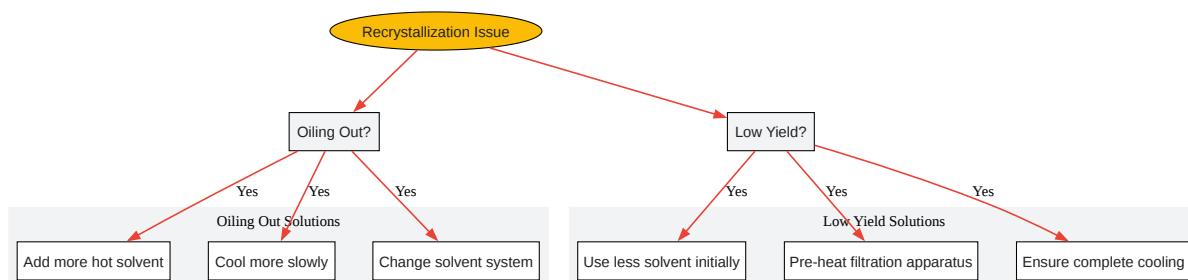 Recrystallization Issue
Oiling Out?
Low Yield?
Yes
Yes
Yes
Yes
Yes
Yes
Oiling Out Solutions
Low Yield Solutions
Add more hot solvent
Cool more slowly
Change solvent system
Use less solvent initially
Pre-heat filtration apparatus
Ensure complete cooling